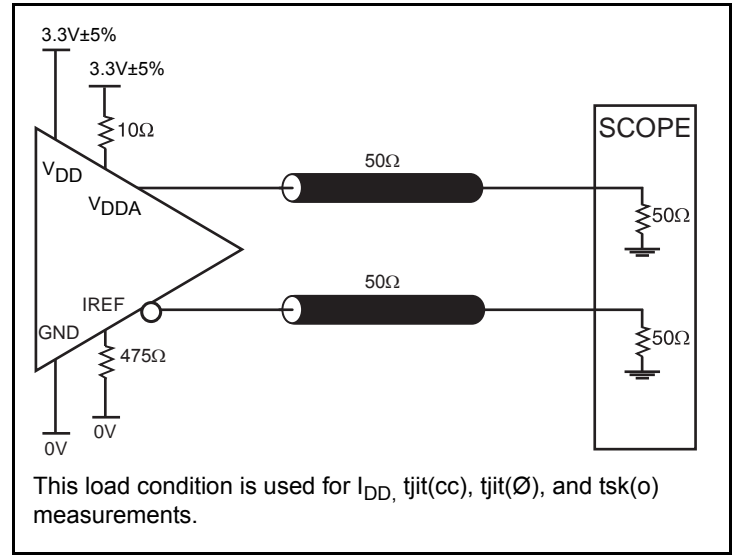 3.3V±5%
3.3V±5%
10Ω
SCOPE
50Ω
VDD
VDDA
50Ω
50Ω
IREF
GND
50Ω
475Ω
0V
0V
This load condition is used for IDD, tjit(cc), tjit(Ø), and tsk(o)
measurements.